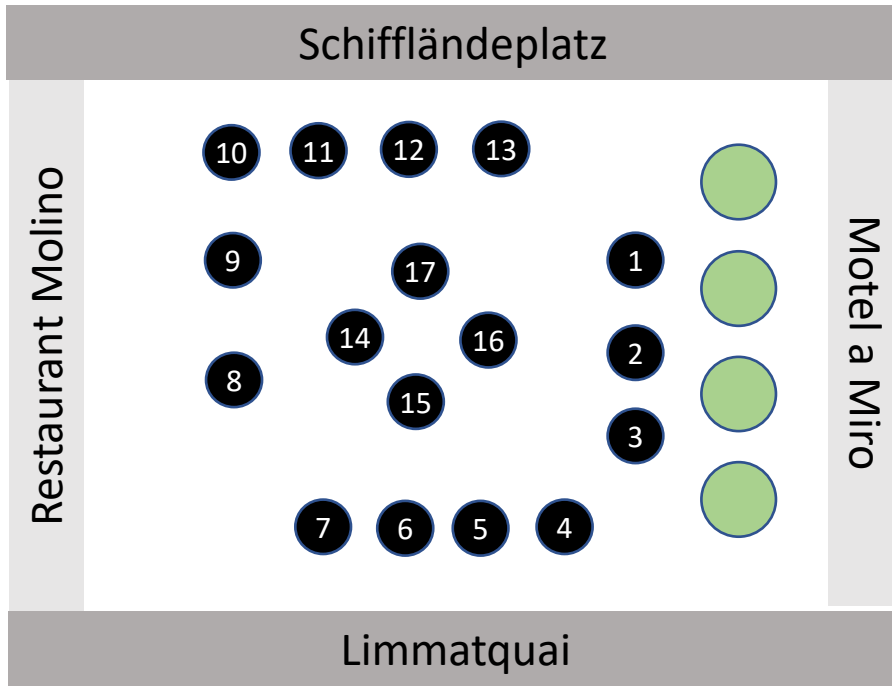 Schiffländeplatz
10 11 12 13
9 17 1
Restaurant Molino
14 16 2
Motel a Miro
8 15 3
7 6 5 4
Limmatquai